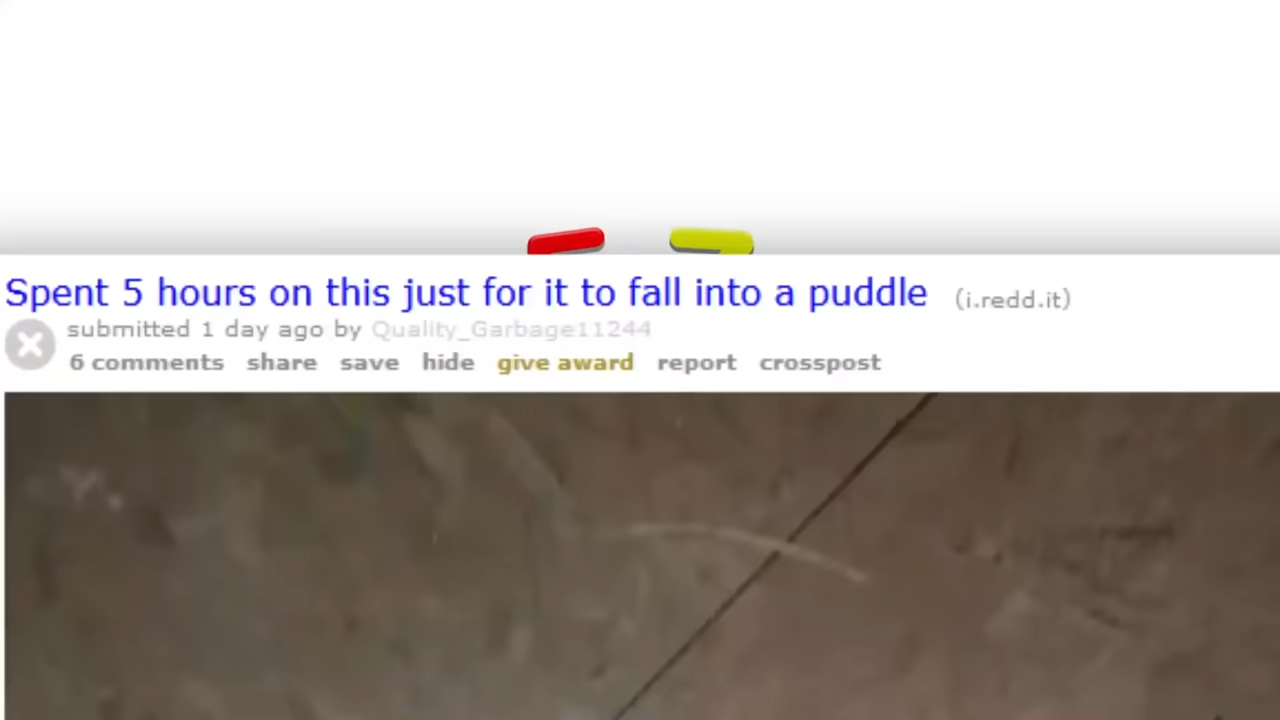 Spent 5 hours on this just for it to fall into a puddle (i.redd.it)
submitted 1 day ago by Quality_Garbage11244
6 comments share save hide give award report crosspost